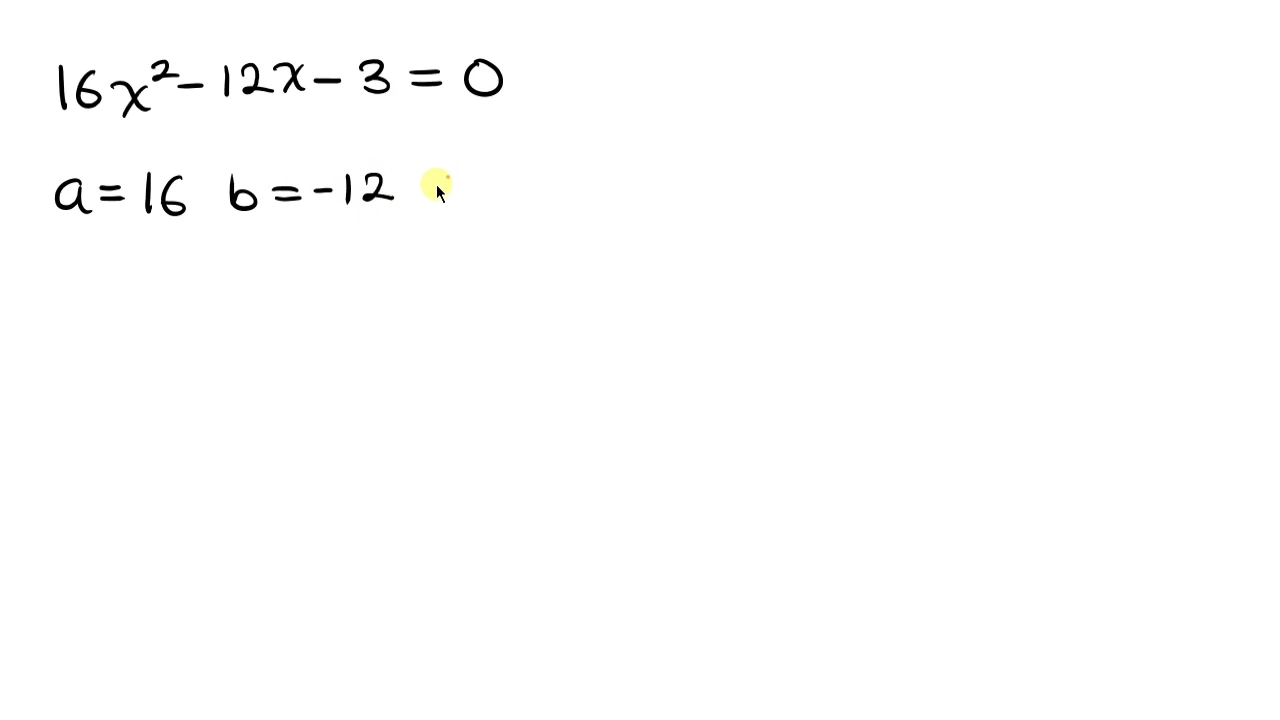 16x² - 12x - 3 = 0
a = 16 b = -12